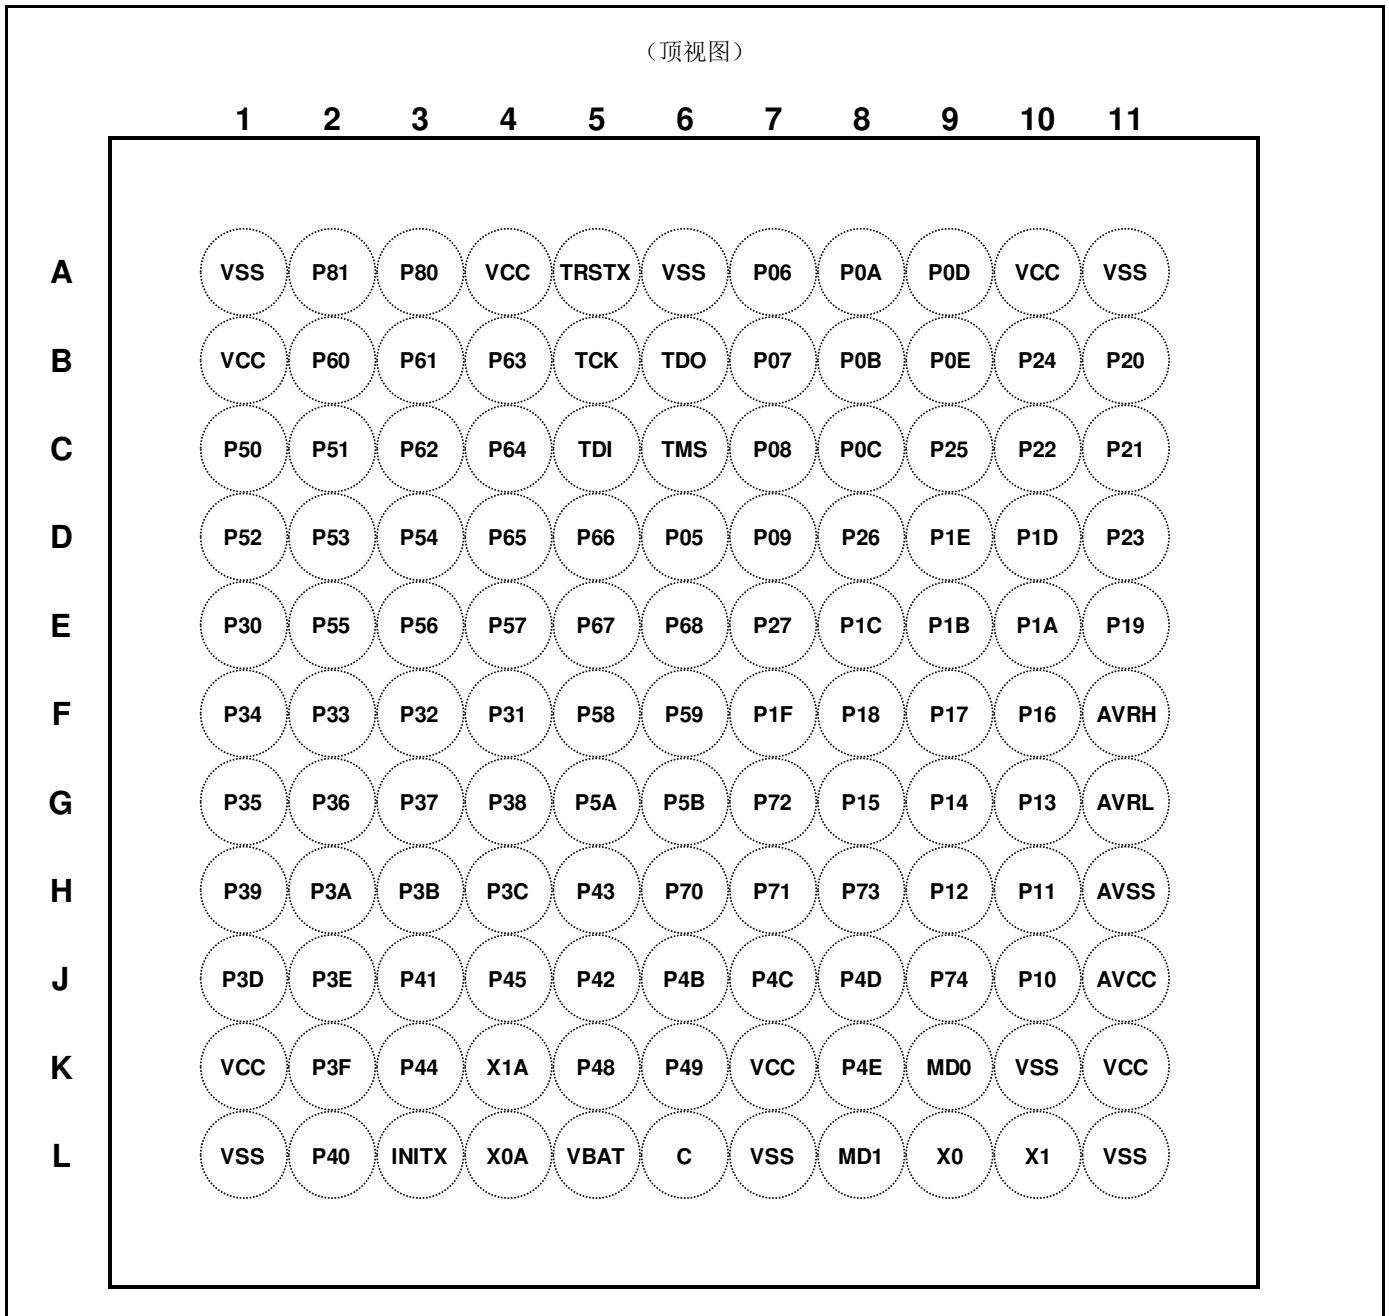 （顶视图）
1 2 3 4 5 6 7 8 9 10 11
A VSS P81 P80 VCC TRSTX VSS P06 P0A P0D VCC VSS
B VCC P60 P61 P63 TCK TDO P07 P0B P0E P24 P20
C P50 P51 P62 P64 TDI TMS P08 P0C P25 P22 P21
D P52 P53 P54 P65 P66 P05 P09 P26 P1E P1D P23
E P30 P55 P56 P57 P67 P68 P27 P1C P1B P1A P19
F P34 P33 P32 P31 P58 P59 P1F P18 P17 P16 AVRH
G P35 P36 P37 P38 P5A P5B P72 P15 P14 P13 AVRL
H P39 P3A P3B P3C P43 P70 P71 P73 P12 P11 AVSS
J P3D P3E P41 P45 P42 P4B P4C P4D P74 P10 AVCC
K VCC P3F P44 X1A P48 P49 VCC P4E MD0 VSS VCC
L VSS P40 INITX X0A VBAT C VSS MD1 X0 X1 VSS